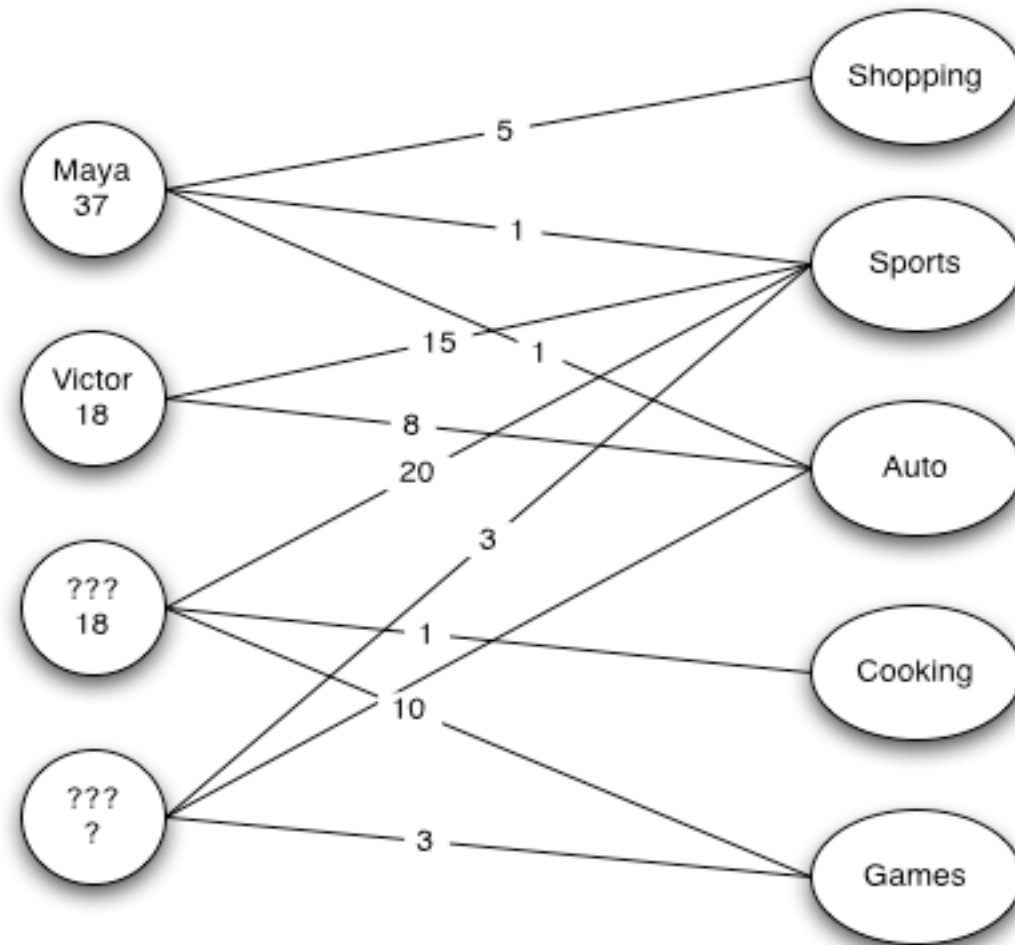 Shopping
5
Maya
37
1
Sports
15
1
Victor
18
8
20
Auto
3
???
18
1
Cooking
10
???
?
3
Games